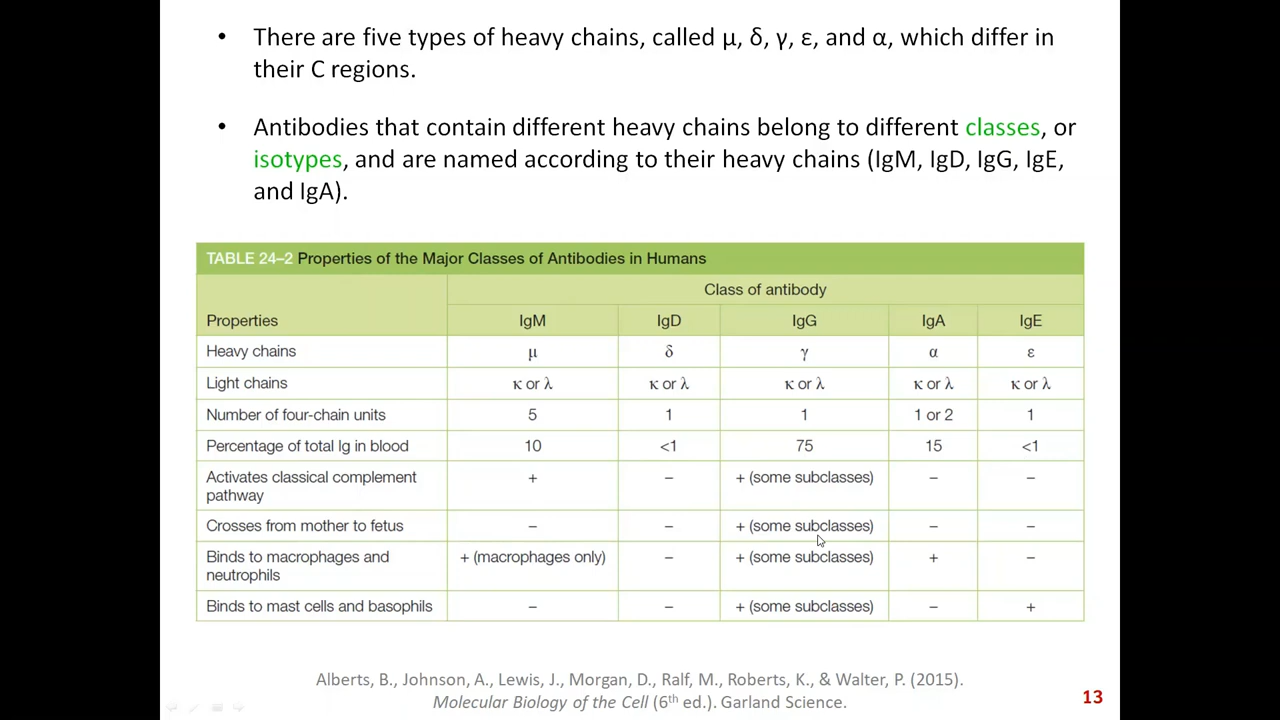 • There are five types of heavy chains, called μ, δ, γ, ε, and α, which differ in
their C regions.
• Antibodies that contain different heavy chains belong to different classes, or
isotypes, and are named according to their heavy chains (IgM, IgD, IgG, IgE,
and IgA).
TABLE 24–2 Properties of the Major Classes of Antibodies in Humans
Class of antibody
Properties IgM IgD IgG IgA IgE
Heavy chains μ δ γ α ε
Light chains κ or λ κ or λ κ or λ κ or λ κ or λ
Number of four-chain units 5 1 1 1 or 2 1
Percentage of total Ig in blood 10 <1 75 15 <1
Activates classical complement + – + (some subclasses) – –
pathway
Crosses from mother to fetus – – + (some subclasses) – –
Binds to macrophages and + (macrophages only) – + (some subclasses) + –
neutrophils
Binds to mast cells and basophils – – + (some subclasses) – +
Alberts, B., Johnson, A., Lewis, J., Morgan, D., Ralf, M., Roberts, K., & Walter, P. (2015).
Molecular Biology of the Cell (6th ed.). Garland Science.
13